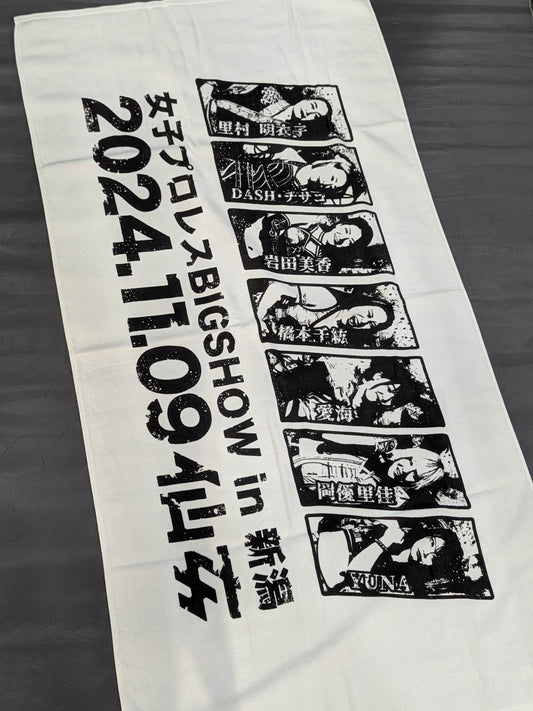 里村 明衣子
DASH・チサコ
岩田美香
橋本千紘
愛海
岡優里佳
YUNA
女子プロレスBIGSHOW in 新潟
2024.11.09 仙女